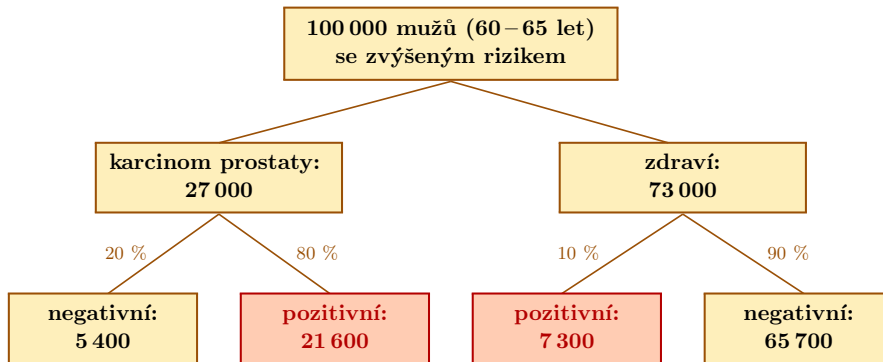 100 000 mužů (60 – 65 let)
se zvýšeným rizikem
karcinom prostaty:
27 000
zdraví:
73 000
20 %
80 %
10 %
90 %
negativní:
5 400
pozitivní:
21 600
pozitivní:
7 300
negativní:
65 700